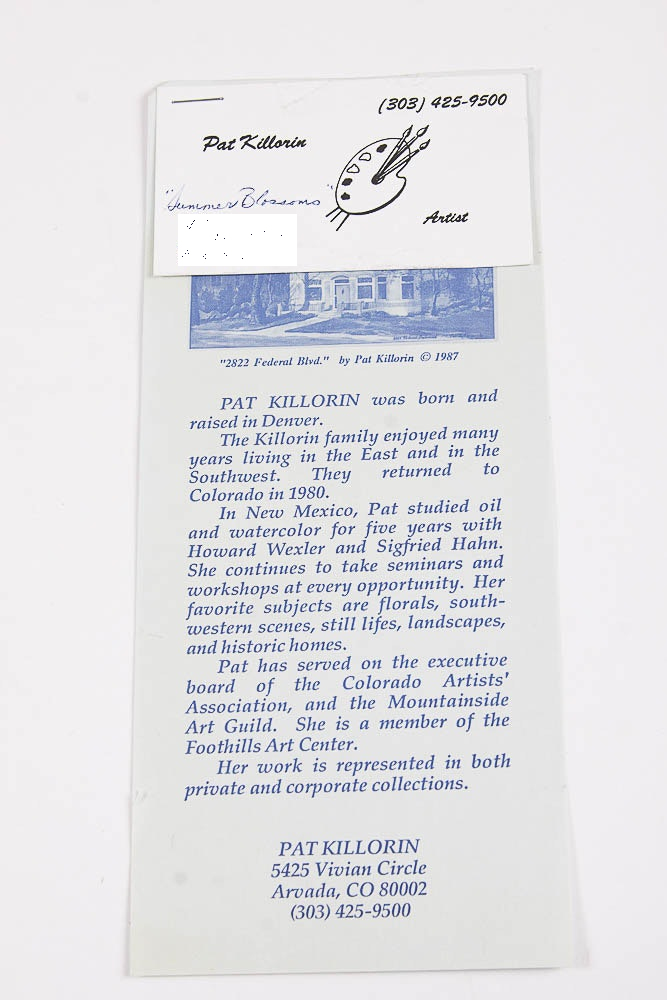 (303) 425-9500
Pat Killorin
"Summer Blossoms"
Artist
"2822 Federal Blvd." by Pat Killorin © 1987
PAT KILLORIN was born and
raised in Denver.
The Killorin family enjoyed many
years living in the East and in the
Southwest. They returned to
Colorado in 1980.
In New Mexico, Pat studied oil
and watercolor for five years with
Howard Wexler and Sigfried Hahn.
She continues to take seminars and
workshops at every opportunity. Her
favorite subjects are florals, south-
western scenes, still lifes, landscapes,
and historic homes.
Pat has served on the executive
board of the Colorado Artists'
Association, and the Mountainside
Art Guild. She is a member of the
Foothills Art Center.
Her work is represented in both
private and corporate collections.
PAT KILLORIN
5425 Vivian Circle
Arvada, CO 80002
(303) 425-9500